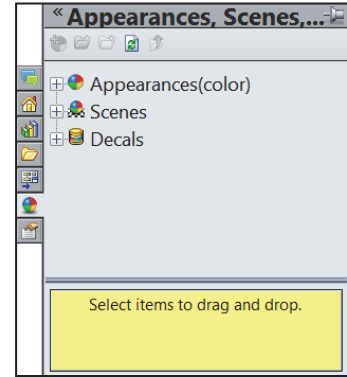 Appearances, Scenes,...
Appearances(color)
Scenes
Decals
Select items to drag and drop.